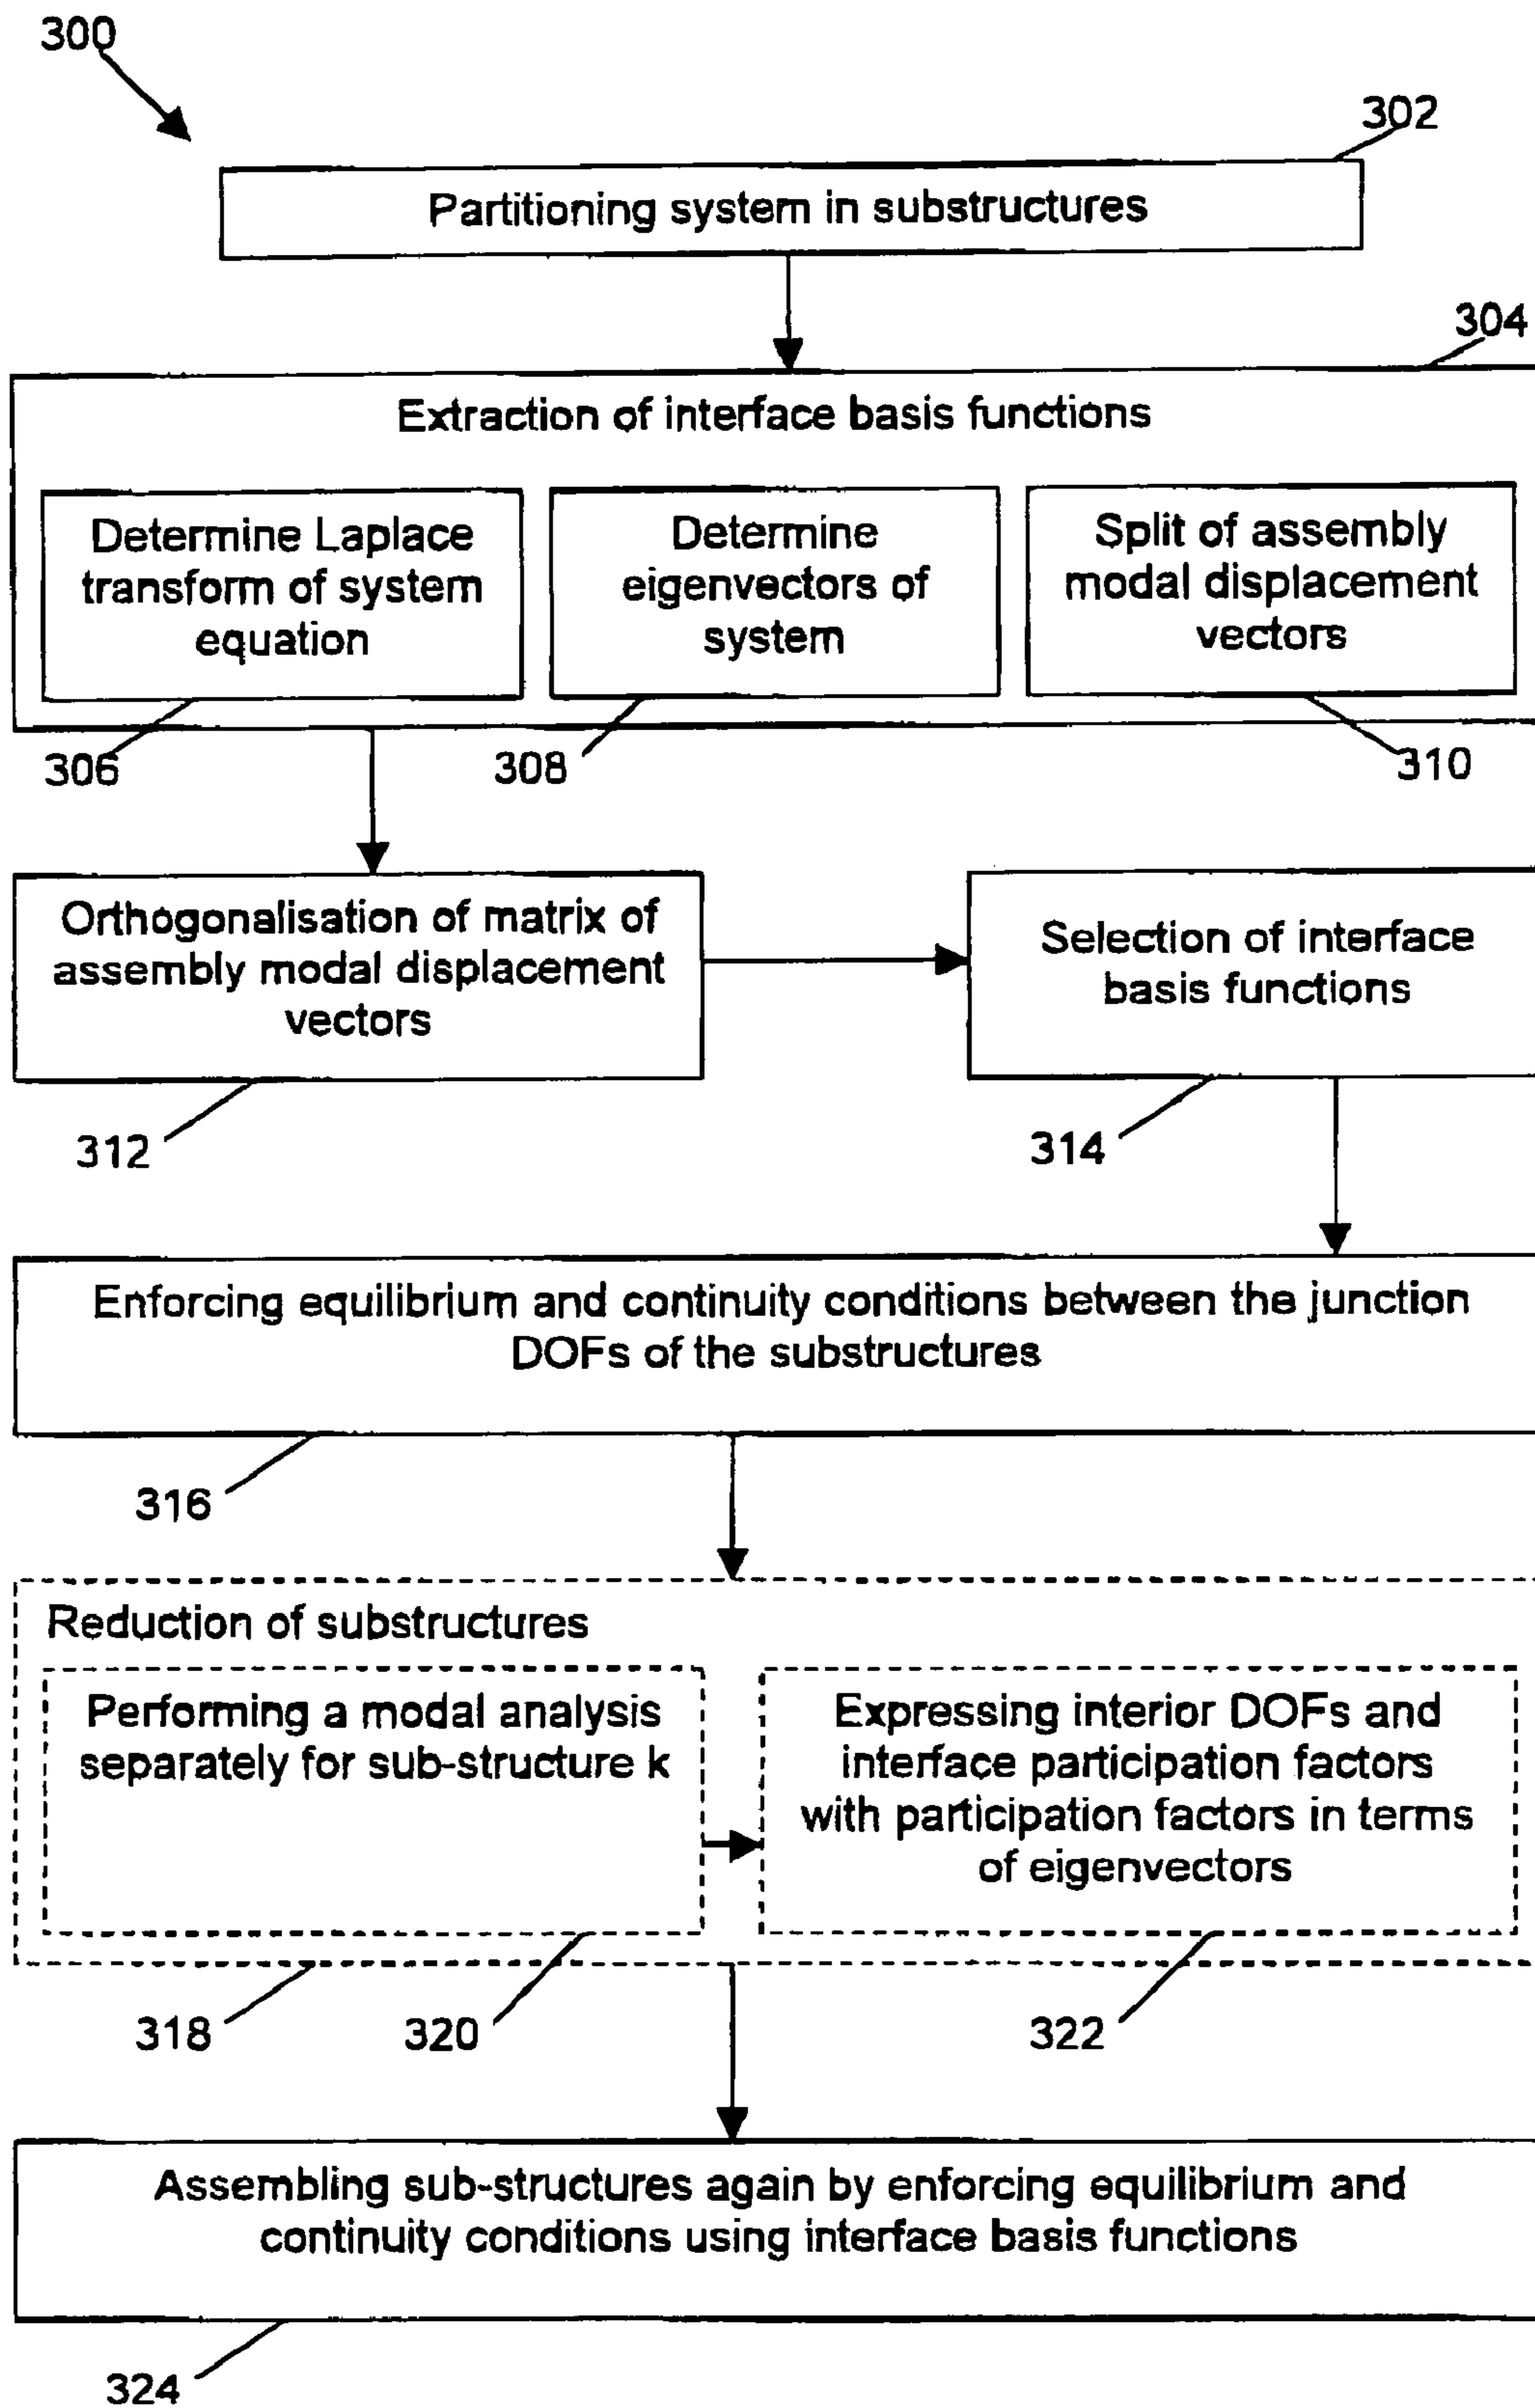 300
302
Partitioning system in substructures
304
Extraction of interface basis functions
Determine Laplace
transform of system
equation
Determine
eigenvectors of
system
Split of assembly
modal displacement
vectors
306
308
310
Orthogonalisation of matrix of
assembly modal displacement
vectors
Selection of interface
basis functions
312
314
Enforcing equilibrium and continuity conditions between the junction
DOFs of the substructures
316
Reduction of substructures
Performing a modal analysis
separately for sub-structure k
Expressing interior DOFs and
interface participation factors
with participation factors in terms
of eigenvectors
318
320
322
Assembling sub-structures again by enforcing equilibrium and
continuity conditions using interface basis functions
324